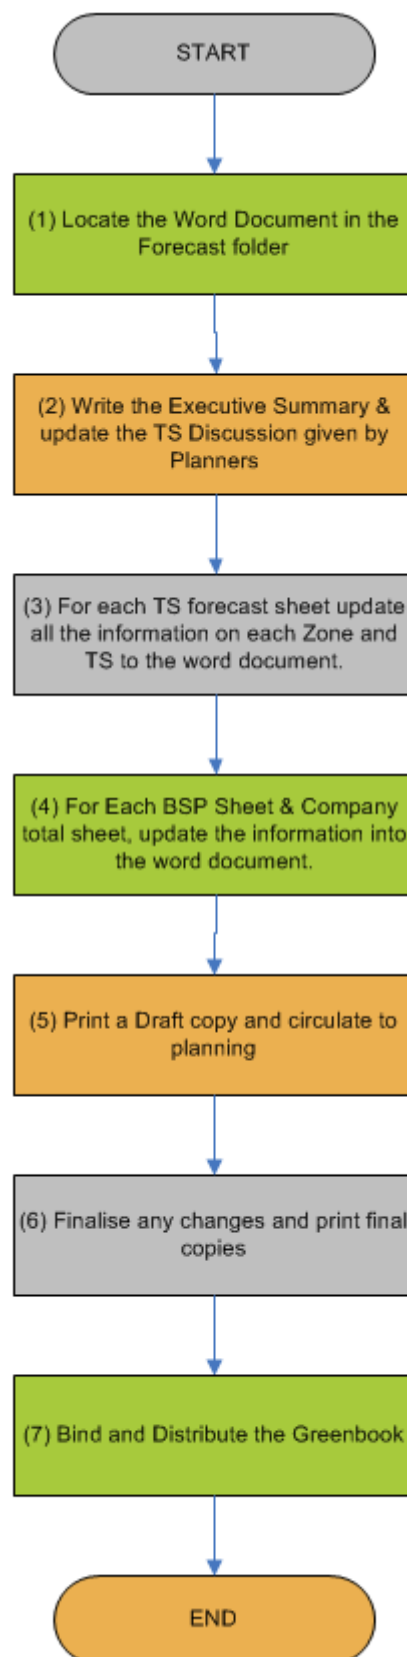 START
(1) Locate the Word Document in the
Forecast folder
(2) Write the Executive Summary &
update the TS Discussion given by
Planners
(3) For each TS forecast sheet update
all the information on each Zone and
TS to the word document.
(4) For Each BSP Sheet & Company
total sheet, update the information into
the word document.
(5) Print a Draft copy and circulate to
planning
(6) Finalise any changes and print final
copies
(7) Bind and Distribute the Greenbook
END